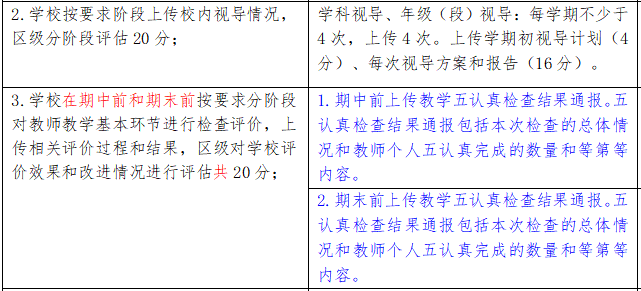 2.学校按要求阶段上传校内视导情况，
区级分阶段评估 20 分；
学科视导、年级（段）视导：每学期不少于
4 次，上传 4 次。上传学期初视导计划（4
分）、每次视导方案和报告（16 分）。
3.学校在期中前和期末前按要求分阶段
对教师教学基本环节进行检查评价，上
传相关评价过程和结果，区级对学校评
价效果和改进情况进行评估共 20 分；
1.期中前上传教学五认真检查结果通报。五
认真检查结果通报包括本次检查的总体情
况和教师个人五认真完成的数量和等第等
内容。
2.期末前上传教学五认真检查结果通报。五
认真检查结果通报包括本次检查的总体情
况和教师个人五认真完成的数量和等第等
内容。